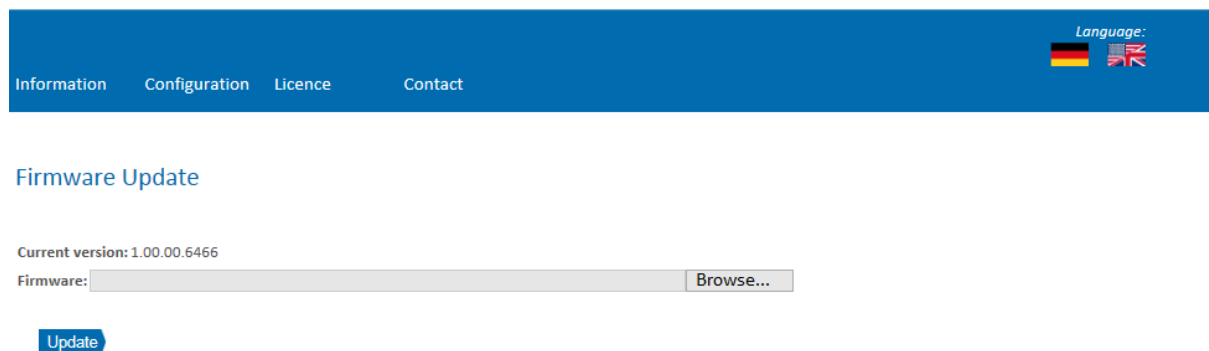 Language:
Information Configuration Licence Contact
Firmware Update
Current version: 1.00.00.6466
Firmware: Browse...
Update